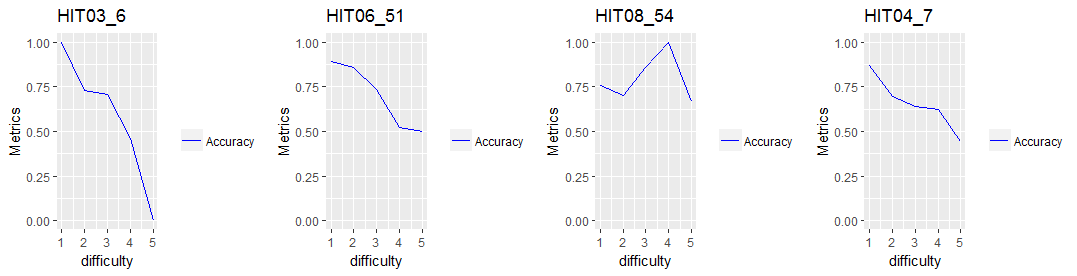 HIT03_6
1.00
0.75
0.50
0.25
0.00
Metrics
1 2 3 4 5
difficulty
Accuracy
HIT06_51
1.00
0.75
0.50
0.25
0.00
Metrics
1 2 3 4 5
difficulty
Accuracy
HIT08_54
1.00
0.75
0.50
0.25
0.00
Metrics
1 2 3 4 5
difficulty
Accuracy
HIT04_7
1.00
0.75
0.50
0.25
0.00
Metrics
1 2 3 4 5
difficulty
Accuracy